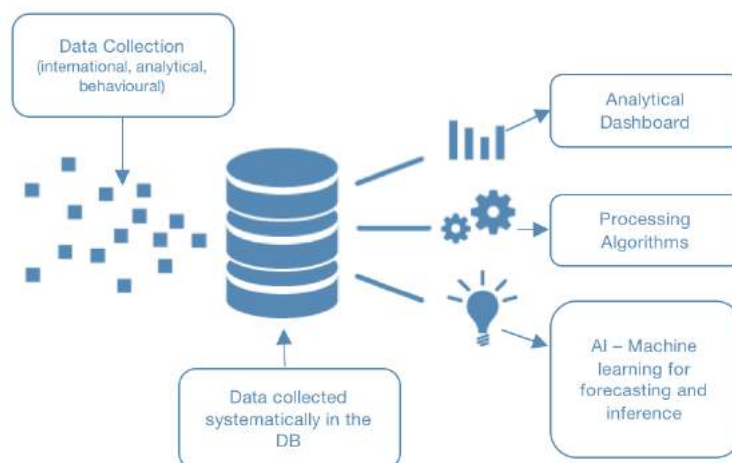 Data Collection
(international, analytical,
behavioural)
Analytical
Dashboard
Processing
Algorithms
AI – Machine
learning for
forecasting and
inference
Data collected
systematically in the
DB